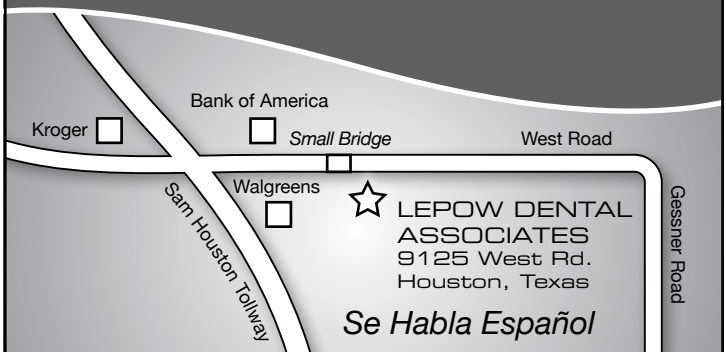 Bank of America
Kroger
Small Bridge
West Road
Walgreens
Sam Houston Tollway
Gessner Road
LEPOW DENTAL
ASSOCIATES
9125 West Rd.
Houston, Texas
Se Habla Español